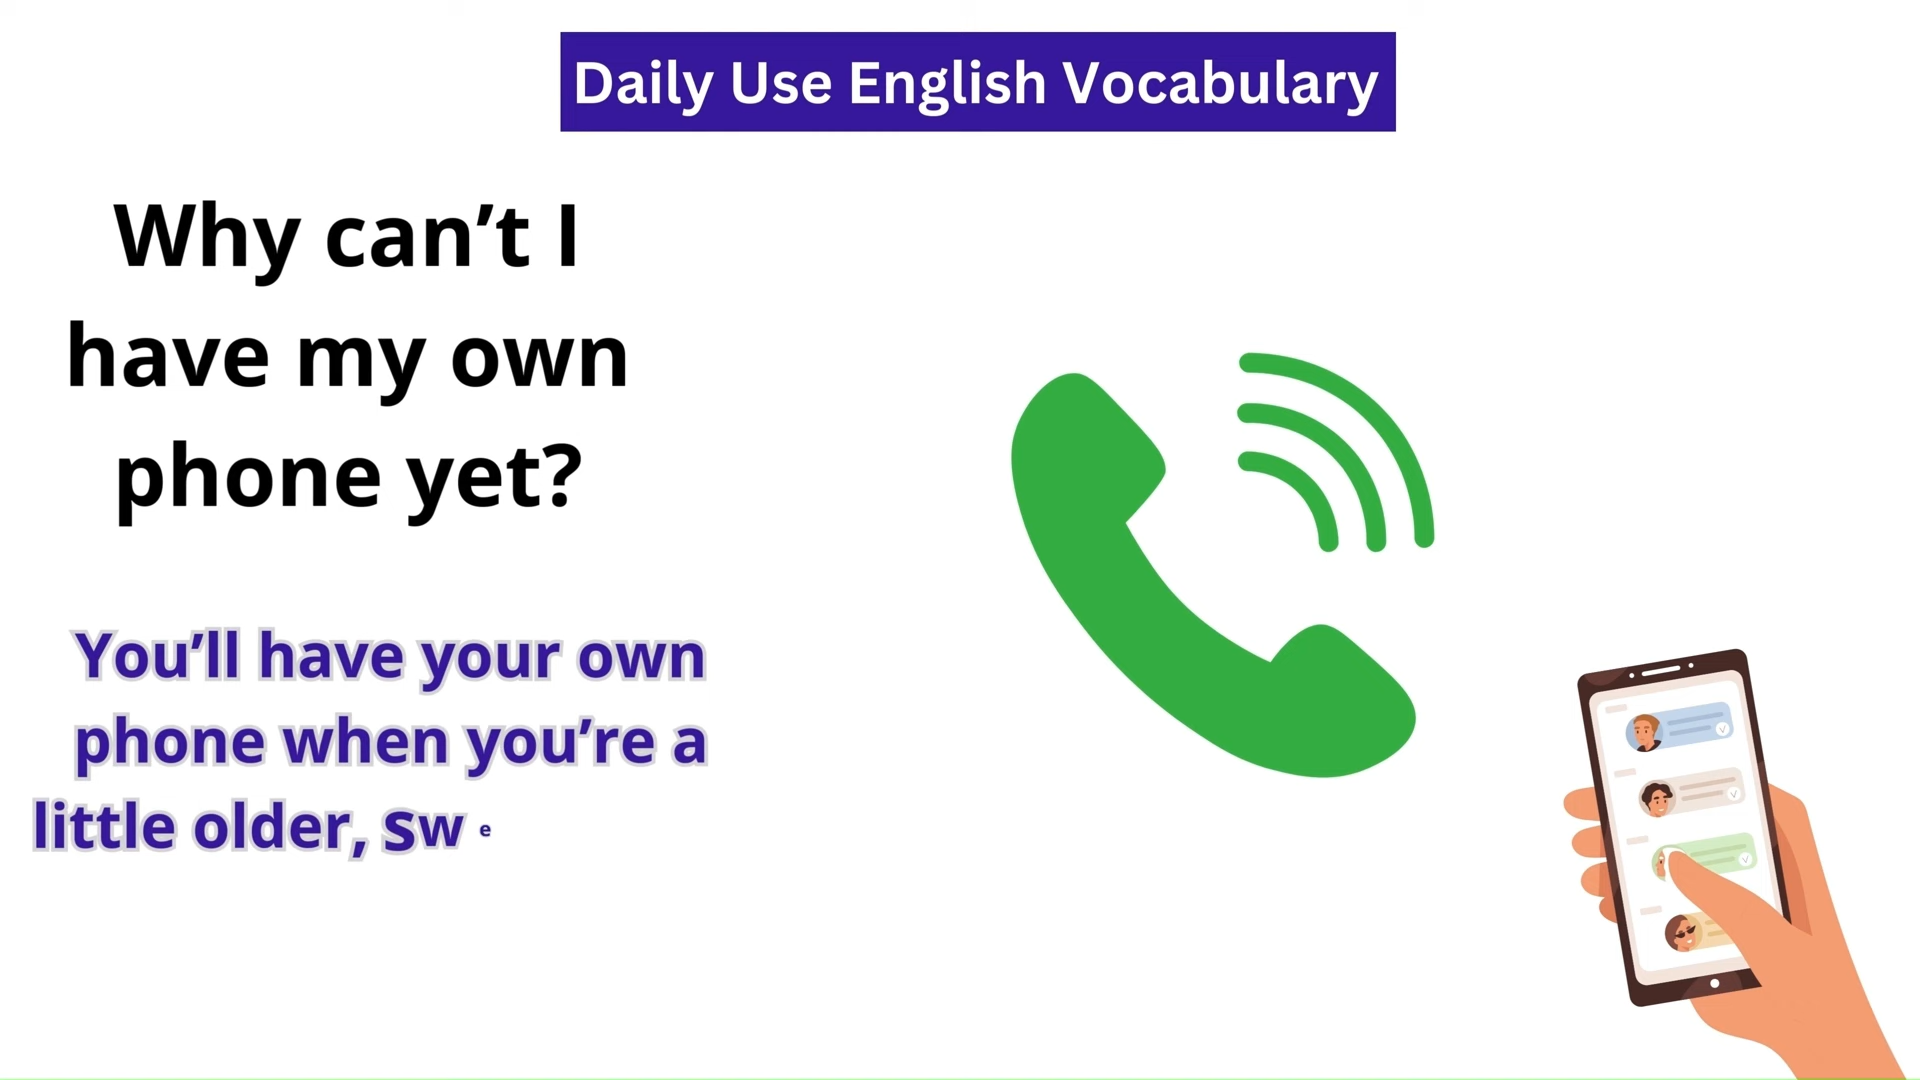 Daily Use English Vocabulary
Why can’t I
have my own
phone yet?
You’ll have your own
phone when you’re a
little older, swe